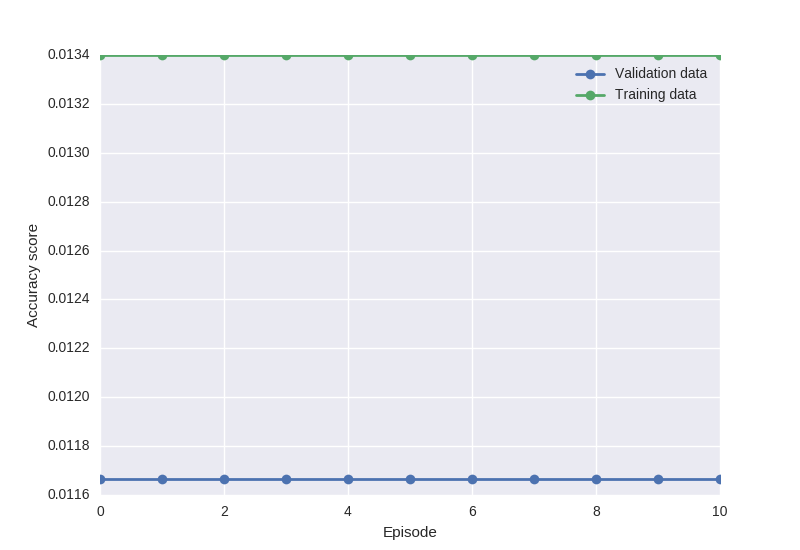 0.0134
0.0132
0.0130
0.0128
0.0126
0.0124
0.0122
0.0120
0.0118
0.0116
Accuracy score
Validation data
Training data
0 2 4 6 8 10
Episode